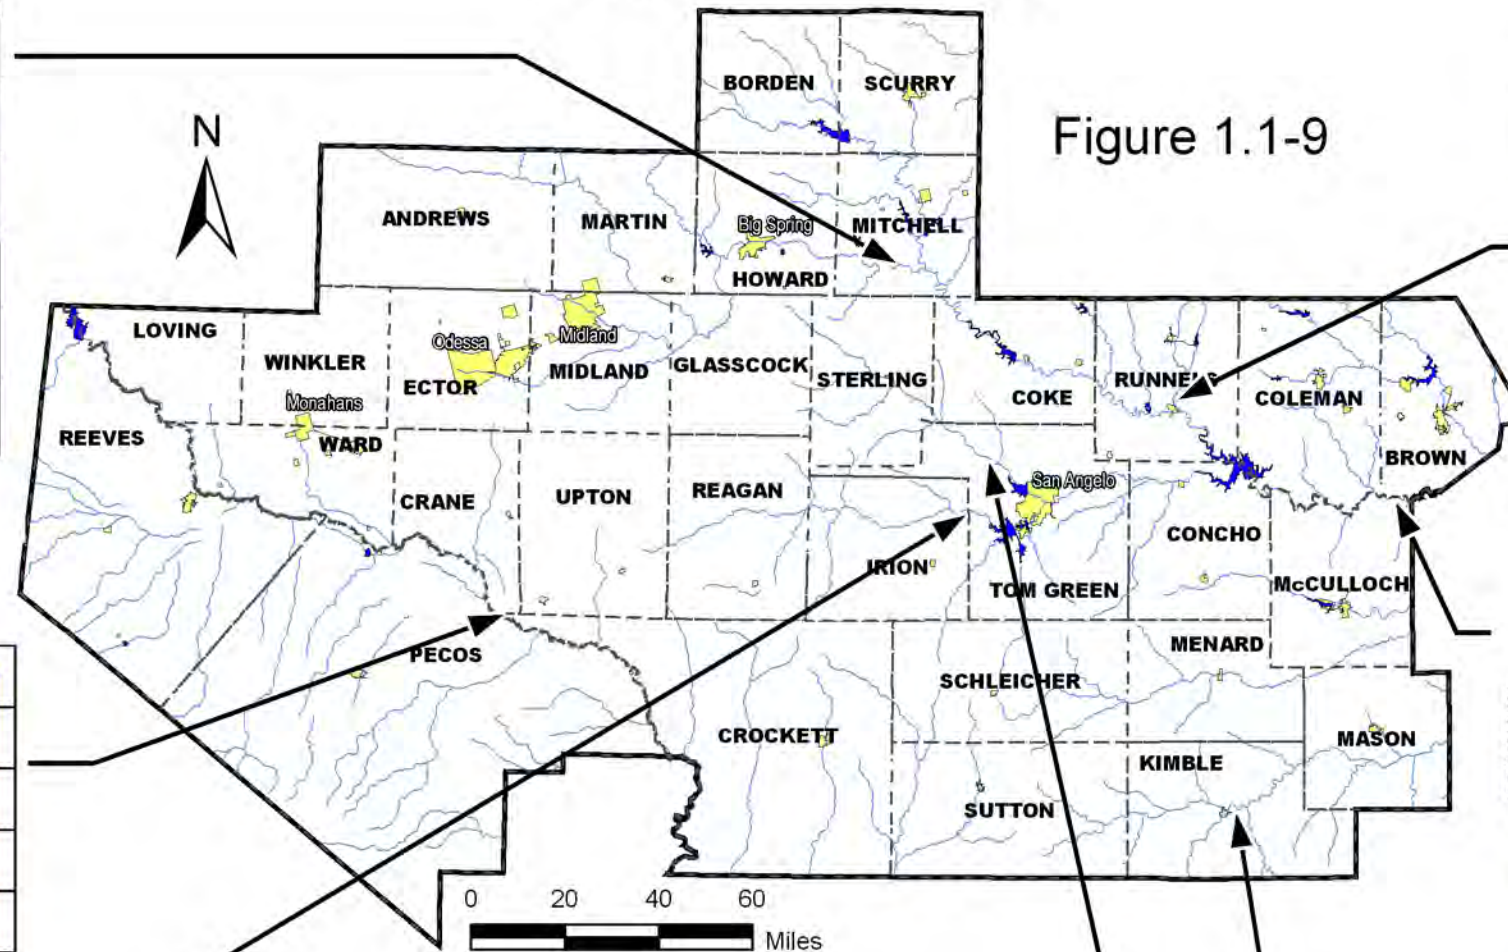 BORDEN
SCURRY
Figure 1.1-9
N
ANDREWS
MARTIN
Big Spring
MITCHELL
HOWARD
LOVING
WINKLER
Odessa
ECTOR
Midland
MIDLAND
GLASSCOCK
STERLING
COKE
RUNNELS
COLEMAN
BROWN
Monahans
REEVES
WARD
CRANE
UPTON
REAGAN
San Angelo
IRION
TOM GREEN
CONCHO
McCULLOCH
PECOS
MENARD
SCHLEICHER
CROCKETT
MASON
KIMBLE
SUTTON
0 20 40 60
Miles